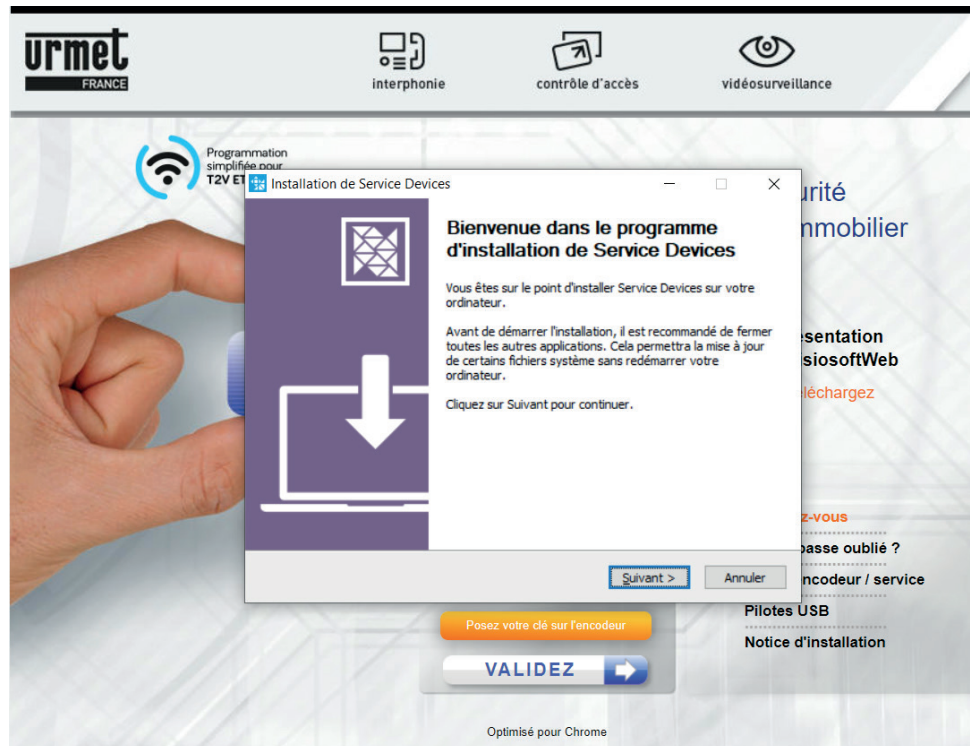 urmet
FRANCE
interphonie
contrôle d'accès
vidéosurveillance
Programmation
simplifiée pour
T2V ET
Installation de Service Devices
Bienvenue dans le programme
d'installation de Service Devices
Vous êtes sur le point d'installer Service Devices sur votre
ordinateur.
Avant de démarrer l'installation, il est recommandé de fermer
toutes les autres applications. Cela permettra la mise à jour
de certains fichiers système sans redémarrer votre
ordinateur.
Cliquez sur Suivant pour continuer.
Suivant >
Annuler
urité
mmobilier
sentation
siosoftWeb
léchargez
z-vous
passe oublié ?
ncodeur / service
Pilotes USB
Notice d'installation
Posez votre clé sur l'encodeur
VALIDEZ
Optimisé pour Chrome